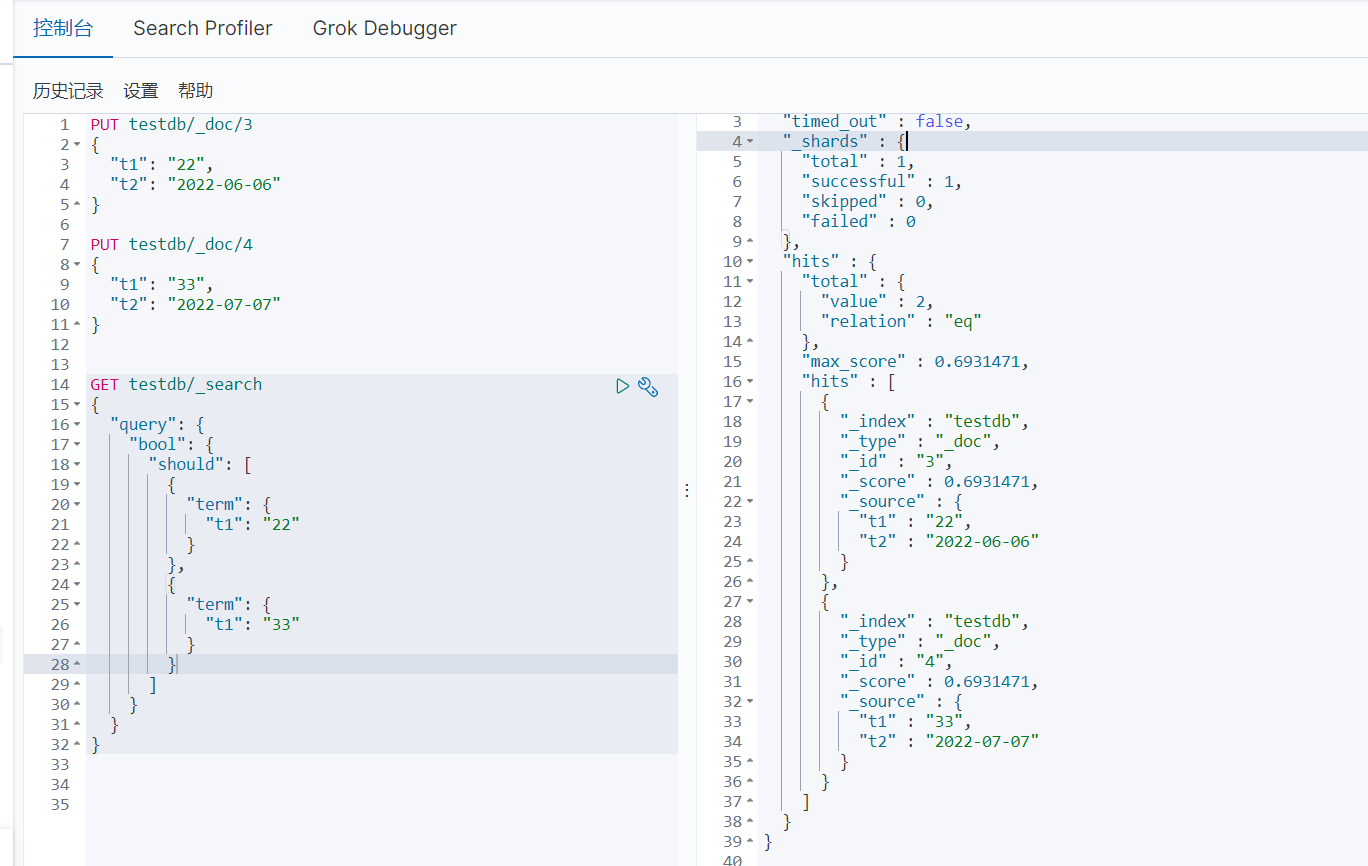 控制台 Search Profiler Grok Debugger
历史记录 设置 帮助
1 PUT testdb/_doc/3
2 {
3 "t1": "22",
4 "t2": "2022-06-06"
5 }
6
7 PUT testdb/_doc/4
8 {
9 "t1": "33",
10 "t2": "2022-07-07"
11 }
12
13
14 GET testdb/_search
15 {
16 "query": {
17 "bool": {
18 "should": [
19 {
20 "term": {
21 "t1": "22"
22 }
23 },
24 {
25 "term": {
26 "t1": "33"
27 }
28 }
29 ]
30 }
31 }
32 }
33
34
35
3 "timed_out" : false,
4 "_shards" : {
5 "total" : 1,
6 "successful" : 1,
7 "skipped" : 0,
8 "failed" : 0
9 },
10 "hits" : {
11 "total" : {
12 "value" : 2,
13 "relation" : "eq"
14 },
15 "max_score" : 0.6931471,
16 "hits" : [
17 {
18 "_index" : "testdb",
19 "_type" : "_doc",
20 "_id" : "3",
21 "_score" : 0.6931471,
22 "_source" : {
23 "t1" : "22",
24 "t2" : "2022-06-06"
25 }
26 },
27 {
28 "_index" : "testdb",
29 "_type" : "_doc",
30 "_id" : "4",
31 "_score" : 0.6931471,
32 "_source" : {
33 "t1" : "33",
34 "t2" : "2022-07-07"
35 }
36 }
37 ]
38 }
39 }
40